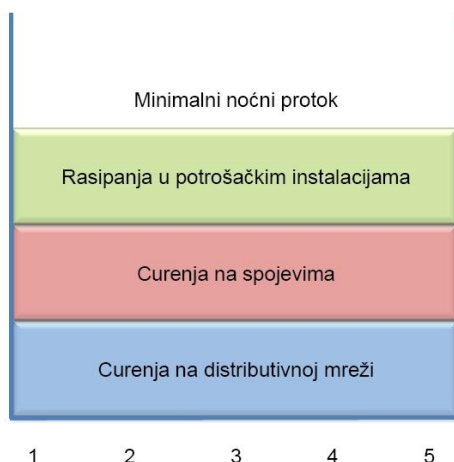 Minimalni noćni protok
Rasipanja u potrošačkim instalacijama
Curenja na spojevima
Curenja na distributivnoj mreži
1 2 3 4 5